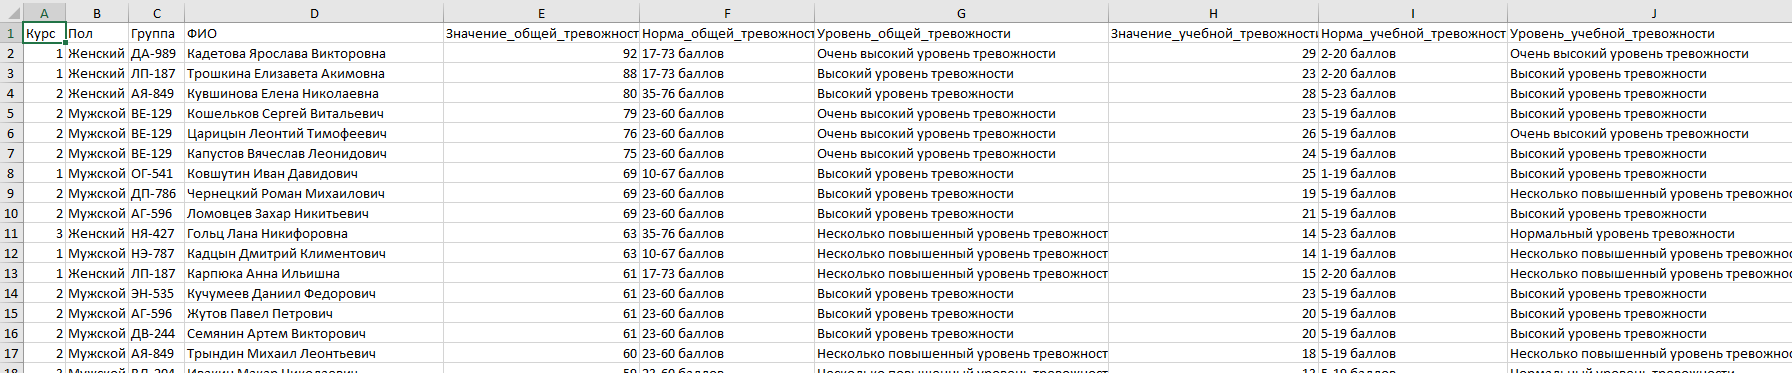 A B C D E F G H I J
1 Курс Пол Группа ФИО Значение_общей_тревожност Норма_общей_тревожност Уровень_общей_тревожности Значение_учебной_тревожност Норма_учебной_тревожност Уровень_учебной_тревожности
2 1 Женский ДА-989 Кадетова Ярослава Викторовна 92 17-73 баллов Очень высокий уровень тревожности 29 2-20 баллов Очень высокий уровень тревожности
3 1 Женский ЛП-187 Трошкина Елизавета Акимовна 88 17-73 баллов Высокий уровень тревожности 23 2-20 баллов Высокий уровень тревожности
4 2 Женский АЯ-849 Кувшинова Елена Николаевна 80 35-76 баллов Высокий уровень тревожности 28 5-23 баллов Высокий уровень тревожности
5 2 Мужской ВЕ-129 Кошельков Сергей Витальевич 79 23-60 баллов Очень высокий уровень тревожности 23 5-19 баллов Высокий уровень тревожности
6 2 Мужской ВЕ-129 Царицын Леонтий Тимофеевич 76 23-60 баллов Очень высокий уровень тревожности 26 5-19 баллов Очень высокий уровень тревожности
7 2 Мужской ВЕ-129 Капустов Вячеслав Леонидович 75 23-60 баллов Очень высокий уровень тревожности 24 5-19 баллов Высокий уровень тревожности
8 1 Мужской ОГ-541 Ковшутин Иван Давидович 69 10-67 баллов Высокий уровень тревожности 25 1-19 баллов Высокий уровень тревожности
9 2 Мужской ДП-786 Чернецкий Роман Михаилович 69 23-60 баллов Высокий уровень тревожности 19 5-19 баллов Несколько повышенный уровень тревожнос
10 2 Мужской АГ-596 Ломовцев Захар Никитьевич 69 23-60 баллов Высокий уровень тревожности 21 5-19 баллов Высокий уровень тревожности
11 3 Женский НЯ-427 Гольц Лана Никифоровна 63 35-76 баллов Несколько повышенный уровень тревожност 14 5-23 баллов Нормальный уровень тревожности
12 1 Мужской НЭ-787 Кадцын Дмитрий Климентович 63 10-67 баллов Несколько повышенный уровень тревожност 14 1-19 баллов Несколько повышенный уровень тревожнос
13 1 Женский ЛП-187 Карпюка Анна Ильишна 61 17-73 баллов Несколько повышенный уровень тревожност 15 2-20 баллов Несколько повышенный уровень тревожнос
14 2 Мужской ЭН-535 Кучумеев Даниил Федорович 61 23-60 баллов Высокий уровень тревожности 23 5-19 баллов Высокий уровень тревожности
15 2 Мужской АГ-596 Жутов Павел Петрович 61 23-60 баллов Высокий уровень тревожности 20 5-19 баллов Высокий уровень тревожности
16 2 Мужской ДВ-244 Семянин Артем Викторович 61 23-60 баллов Высокий уровень тревожности 20 5-19 баллов Высокий уровень тревожности
17 2 Мужской АЯ-849 Трындин Михаил Леонтьевич 60 23-60 баллов Несколько повышенный уровень тревожност 18 5-19 баллов Несколько повышенный уровень тревожнос